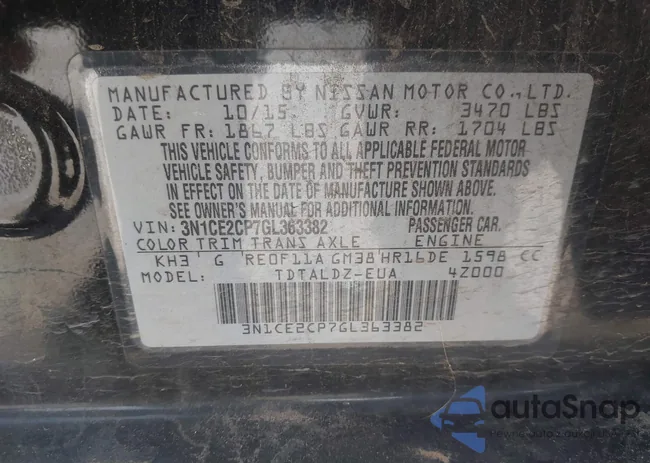 MANUFACTURED BY NISSAN MOTOR CO., LTD.
DATE: 10/15 GVWR: 3470 LBS
GAWR FR: 1867 LBS GAWR RR: 1704 LBS
THIS VEHICLE CONFORMS TO ALL APPLICABLE FEDERAL MOTOR
VEHICLE SAFETY, BUMPER AND THEFT PREVENTION STANDARDS
IN EFFECT ON THE DATE OF MANUFACTURE SHOWN ABOVE.
SEE OWNER'S MANUAL FOR ADDITIONAL INFORMATION.
VIN: 3N1CE2CP7GL363382 PASSENGER CAR.
COLOR TRIM TRANS AXLE ENGINE
KH3 G RE0F11A GM38 HR16DE 1598 CC
MODEL: TDTALDZ-EUA 4Z000
3N1CE2CP7GL363382
autoSnap